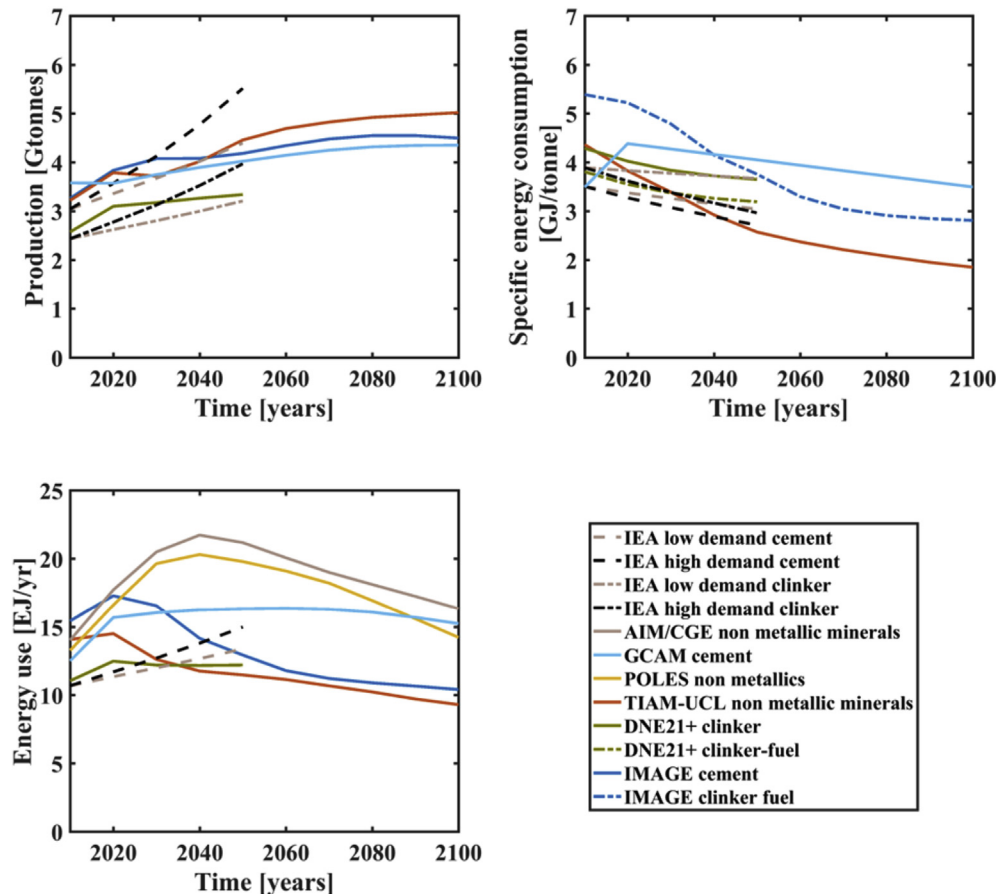 Production [Gtonnes]
7
6
5
4
3
2
1
0
2020 2040 2060 2080 2100
Time [years]
Specific energy consumption
[GJ/tonne]
7
6
5
4
3
2
1
0
2020 2040 2060 2080 2100
Time [years]
Energy use [EJ/yr]
25
20
15
10
5
0
2020 2040 2060 2080 2100
Time [years]
IEA low demand cement
IEA high demand cement
IEA low demand clinker
IEA high demand clinker
AIM/CGE non metallic minerals
GCAM cement
POLES non metallics
TIAM-UCL non metallic minerals
DNE21+ clinker
DNE21+ clinker-fuel
IMAGE cement
IMAGE clinker fuel